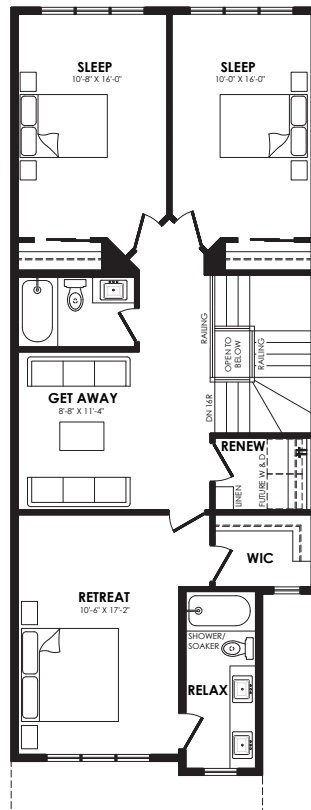 SLEEP
10'-8" X 16'-0"
SLEEP
10'-0" X 16'-0"
RAILING
OPEN TO
BELOW
RAILING
DN 16R
GET AWAY
8'-8" X 11'-4"
RENEW
LINEN
FUTURE W & D
WIC
RETREAT
10'-6" X 17'-2"
SHOWER/
SOAKER
RELAX